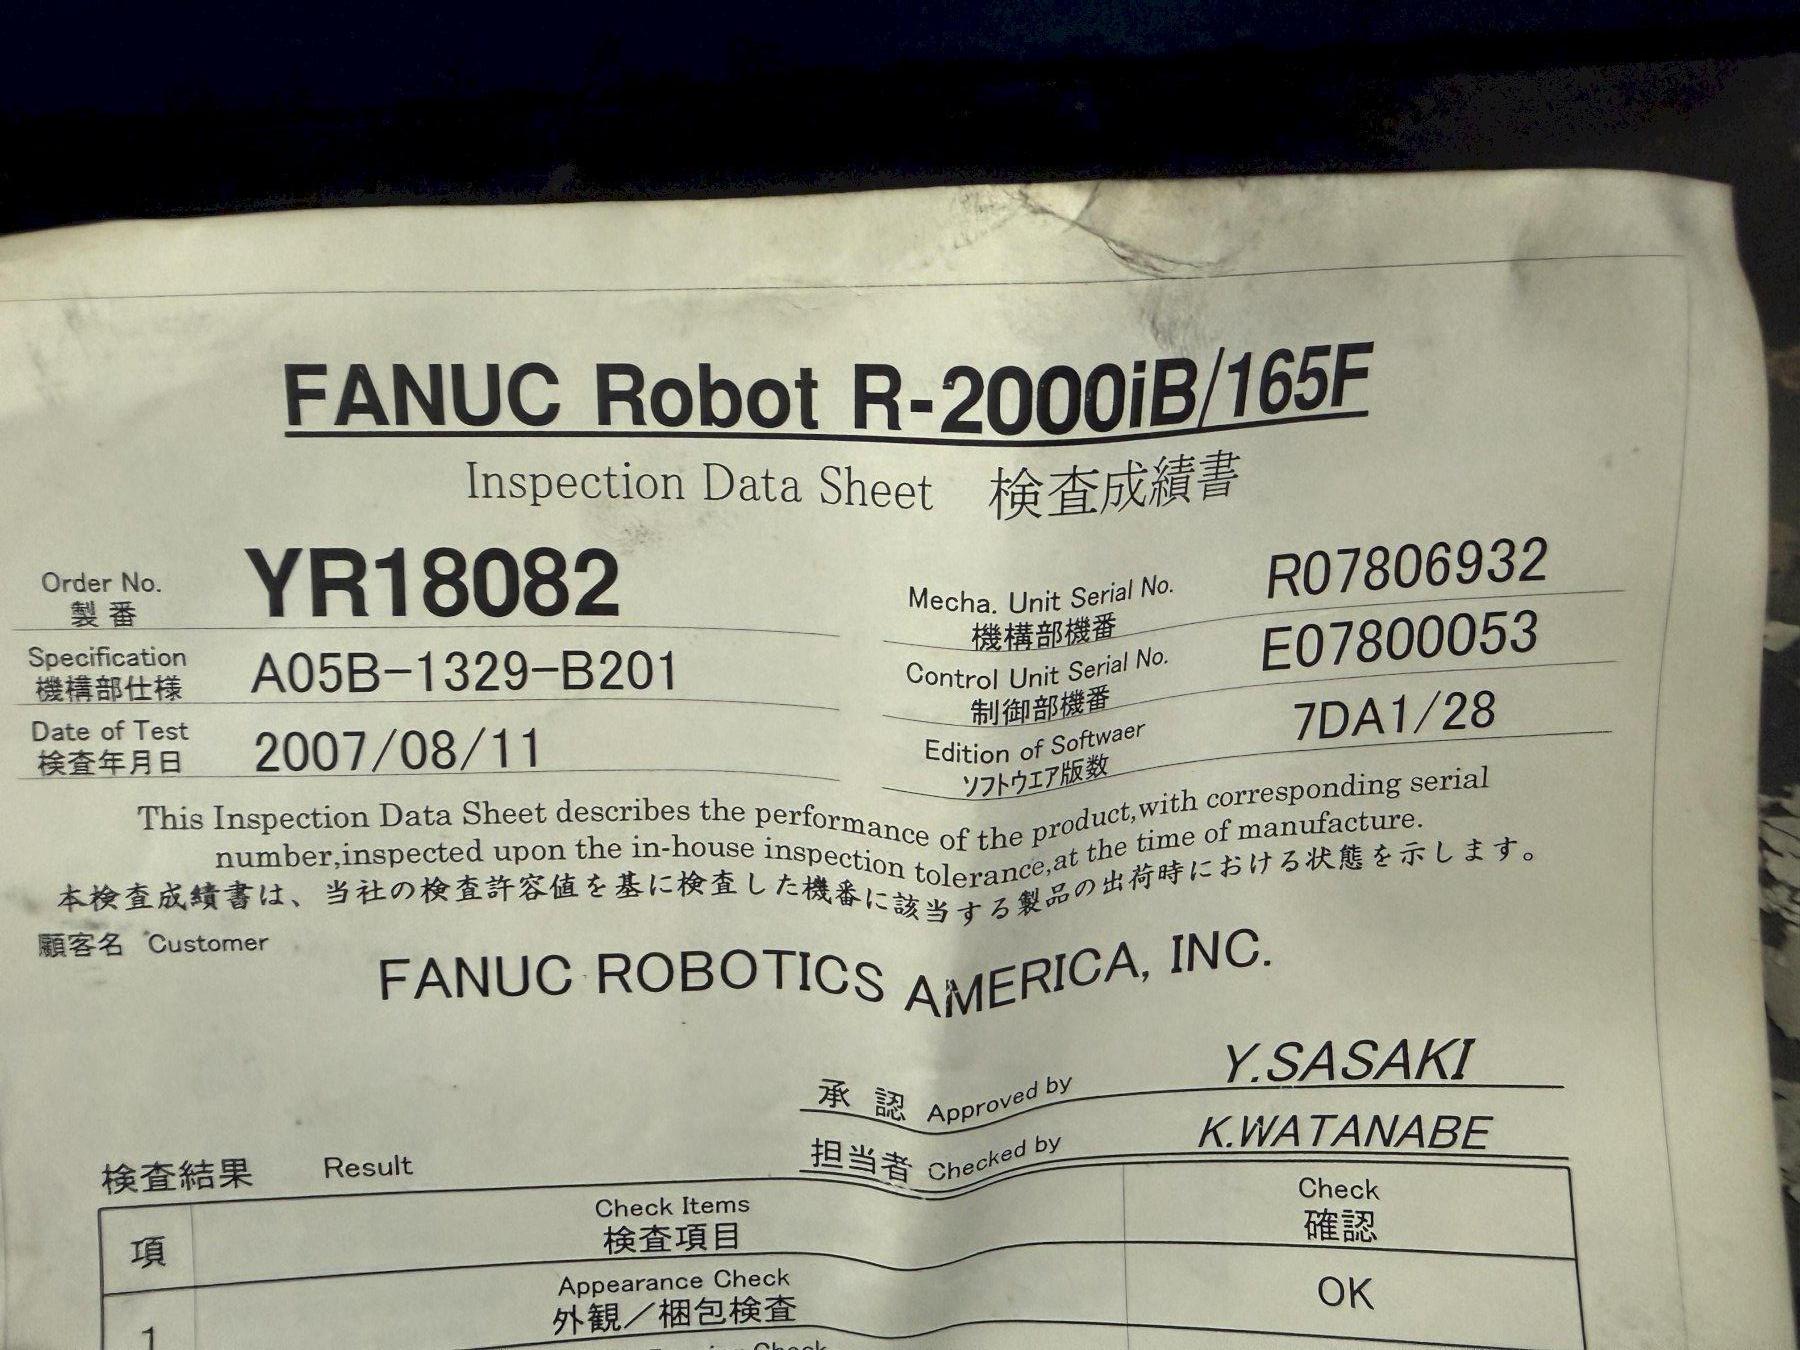 FANUC Robot R-2000iB/165F
Inspection Data Sheet 検査成績書
Order No. YR18082
製番
Specification A05B-1329-B201
機構部仕様
Date of Test 2007/08/11
検査年月日
Mecha. Unit Serial No. R07806932
機構部機番
Control Unit Serial No. E07800053
制御部機番
Edition of Softwaer 7DA1/28
ソフトウエア版数
This Inspection Data Sheet describes the performance of the product,with corresponding serial
number,inspected upon the in-house inspection tolerance,at the time of manufacture.
本検査成績書は、当社の検査許容値を基に検査した機番に該当する製品の出荷時における状態を示します。
顧客名 Customer
FANUC ROBOTICS AMERICA, INC.
承 認 Approved by Y.SASAKI
担当者 Checked by K.WATANABE
検査結果 Result
項 Check Items Check
検査項目 確認
1 Appearance Check OK
外観／梱包検査
Check